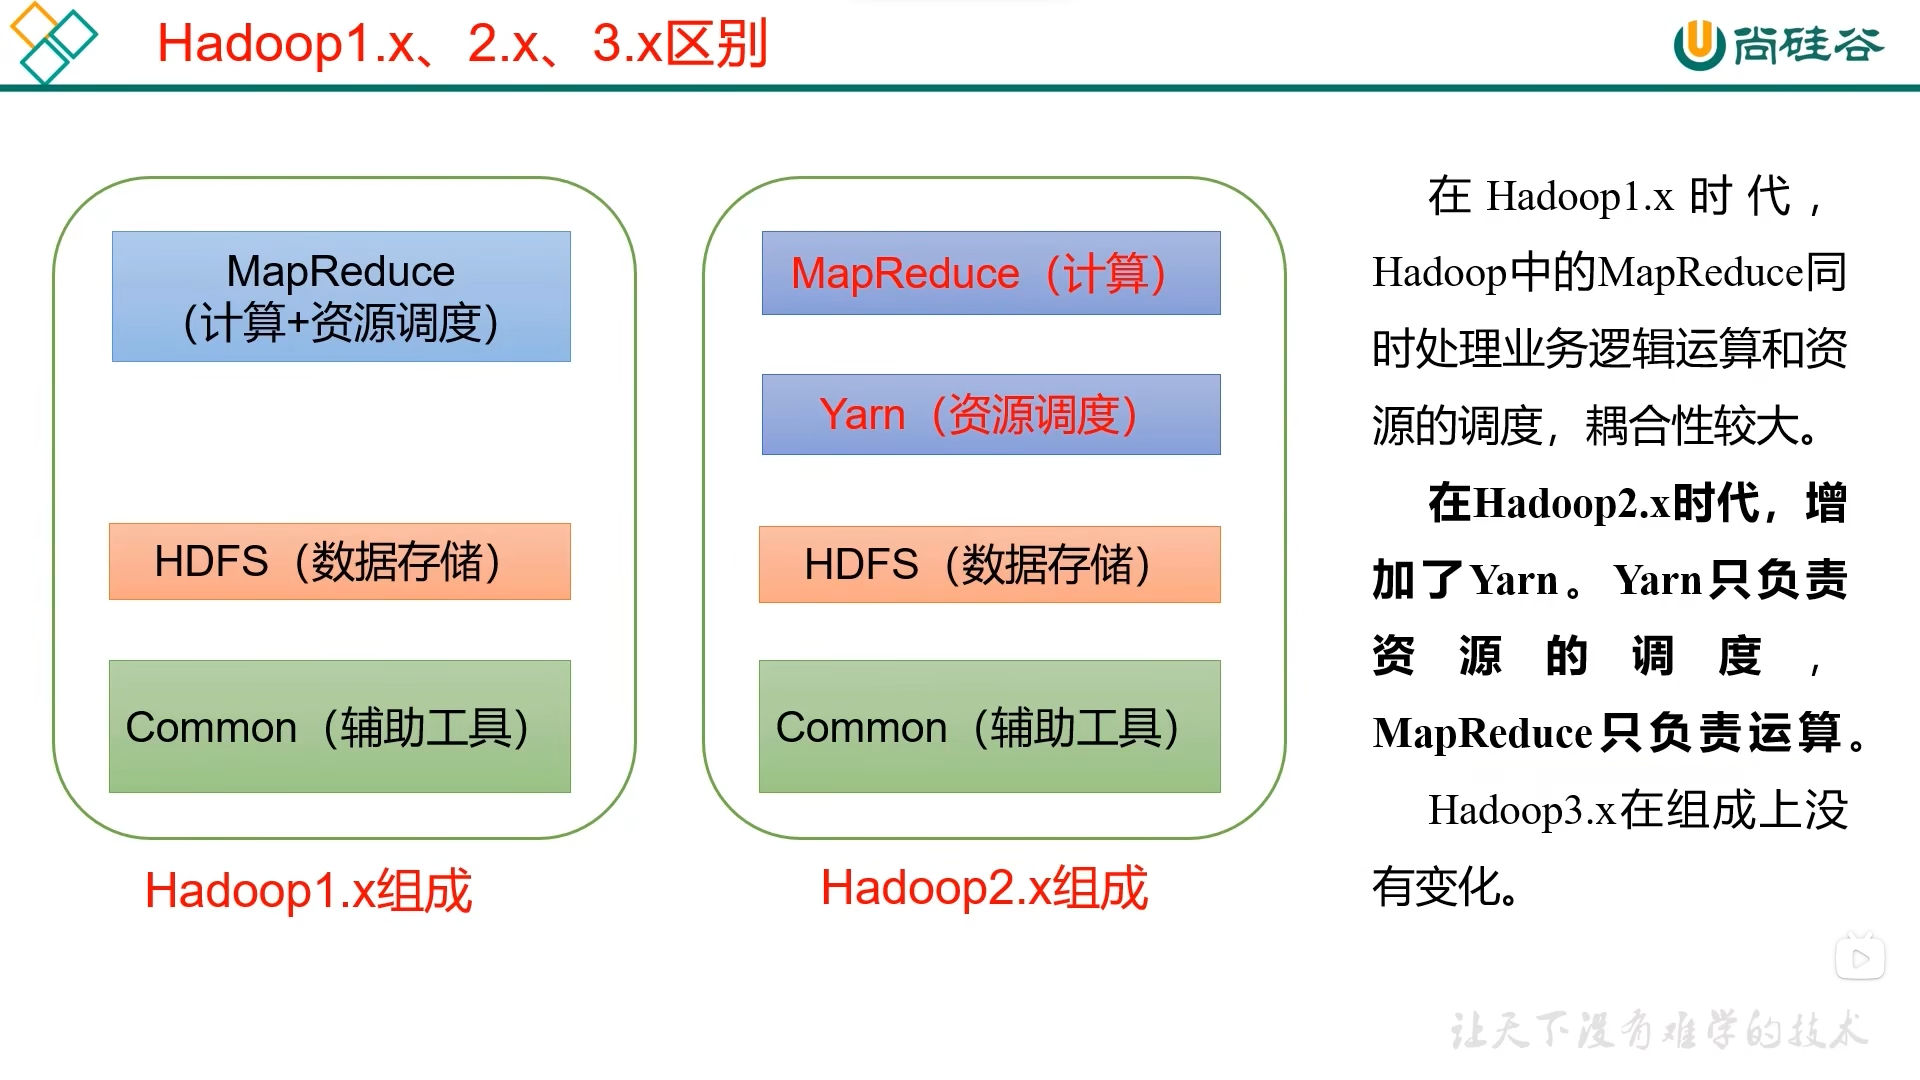 Hadoop1.x、2.x、3.x区别
尚硅谷
MapReduce
（计算+资源调度）
HDFS（数据存储）
Common（辅助工具）
Hadoop1.x组成
MapReduce（计算）
Yarn（资源调度）
HDFS（数据存储）
Common（辅助工具）
Hadoop2.x组成
在Hadoop1.x时代，
Hadoop中的MapReduce同
时处理业务逻辑运算和资
源的调度，耦合性较大。
在Hadoop2.x时代，增
加了Yarn。Yarn只负责
资源的调度，
MapReduce只负责运算。
Hadoop3.x在组成上没
有变化。
让天下没有难学的技术